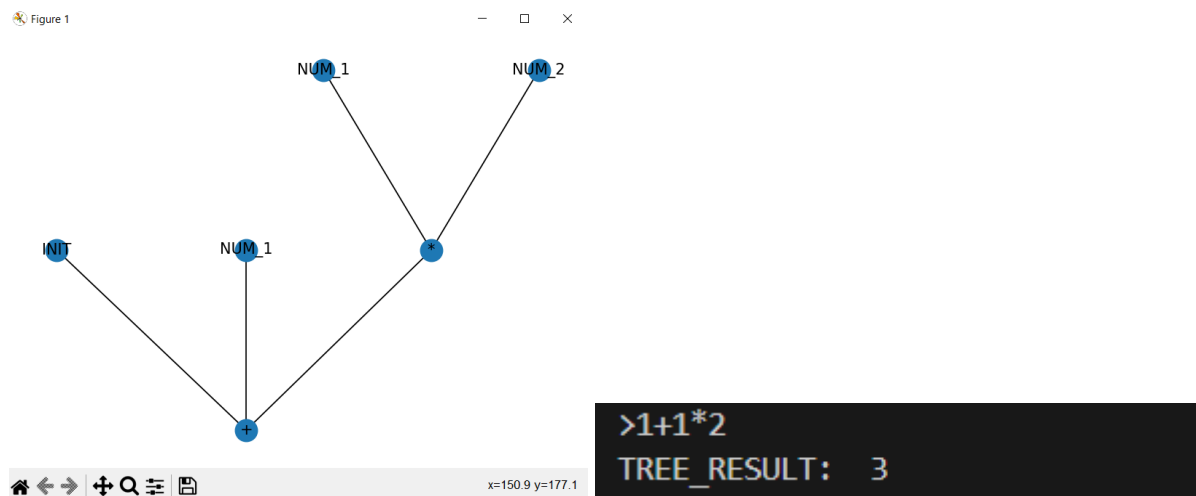 Figure 1
NUM_1
NUM_2
INIT
NUM_1
*
+
x=150.9 y=177.1
>1+1*2
TREE_RESULT: 3